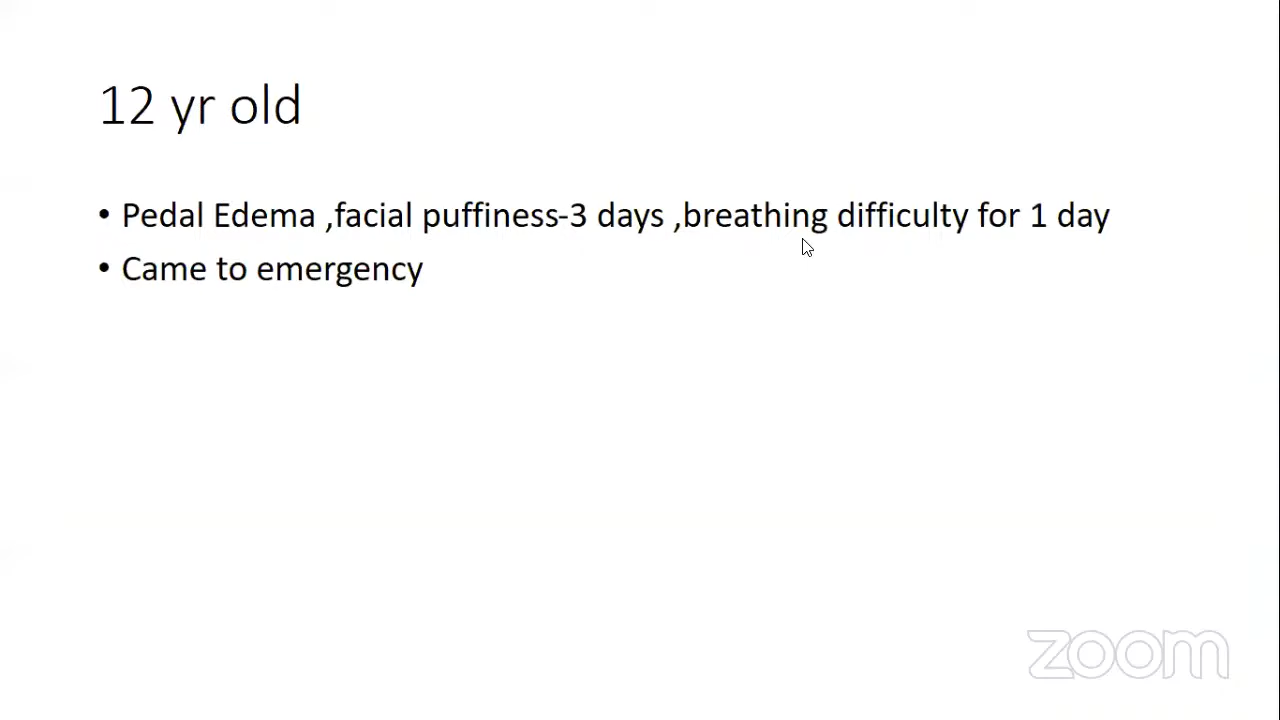 12 yr old
• Pedal Edema ,facial puffiness-3 days ,breathing difficulty for 1 day
• Came to emergency
zoom